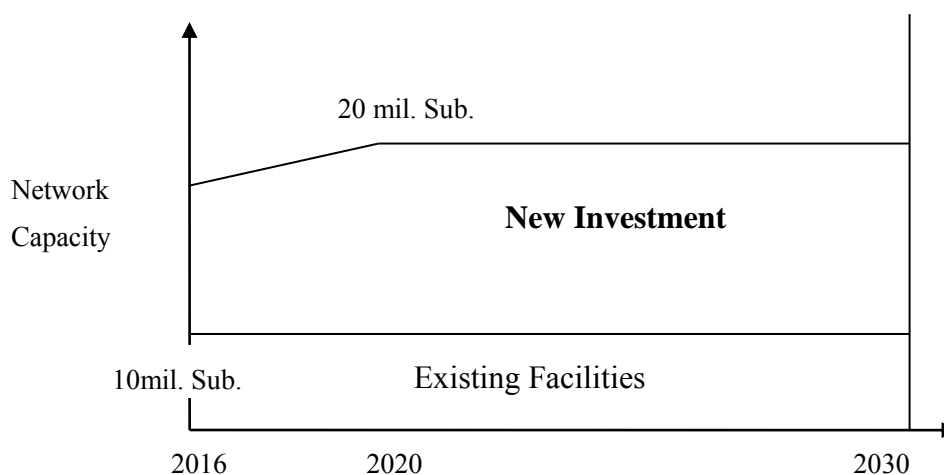 20 mil. Sub.
Network
Capacity
New Investment
10mil. Sub.
Existing Facilities
2016
2020
2030